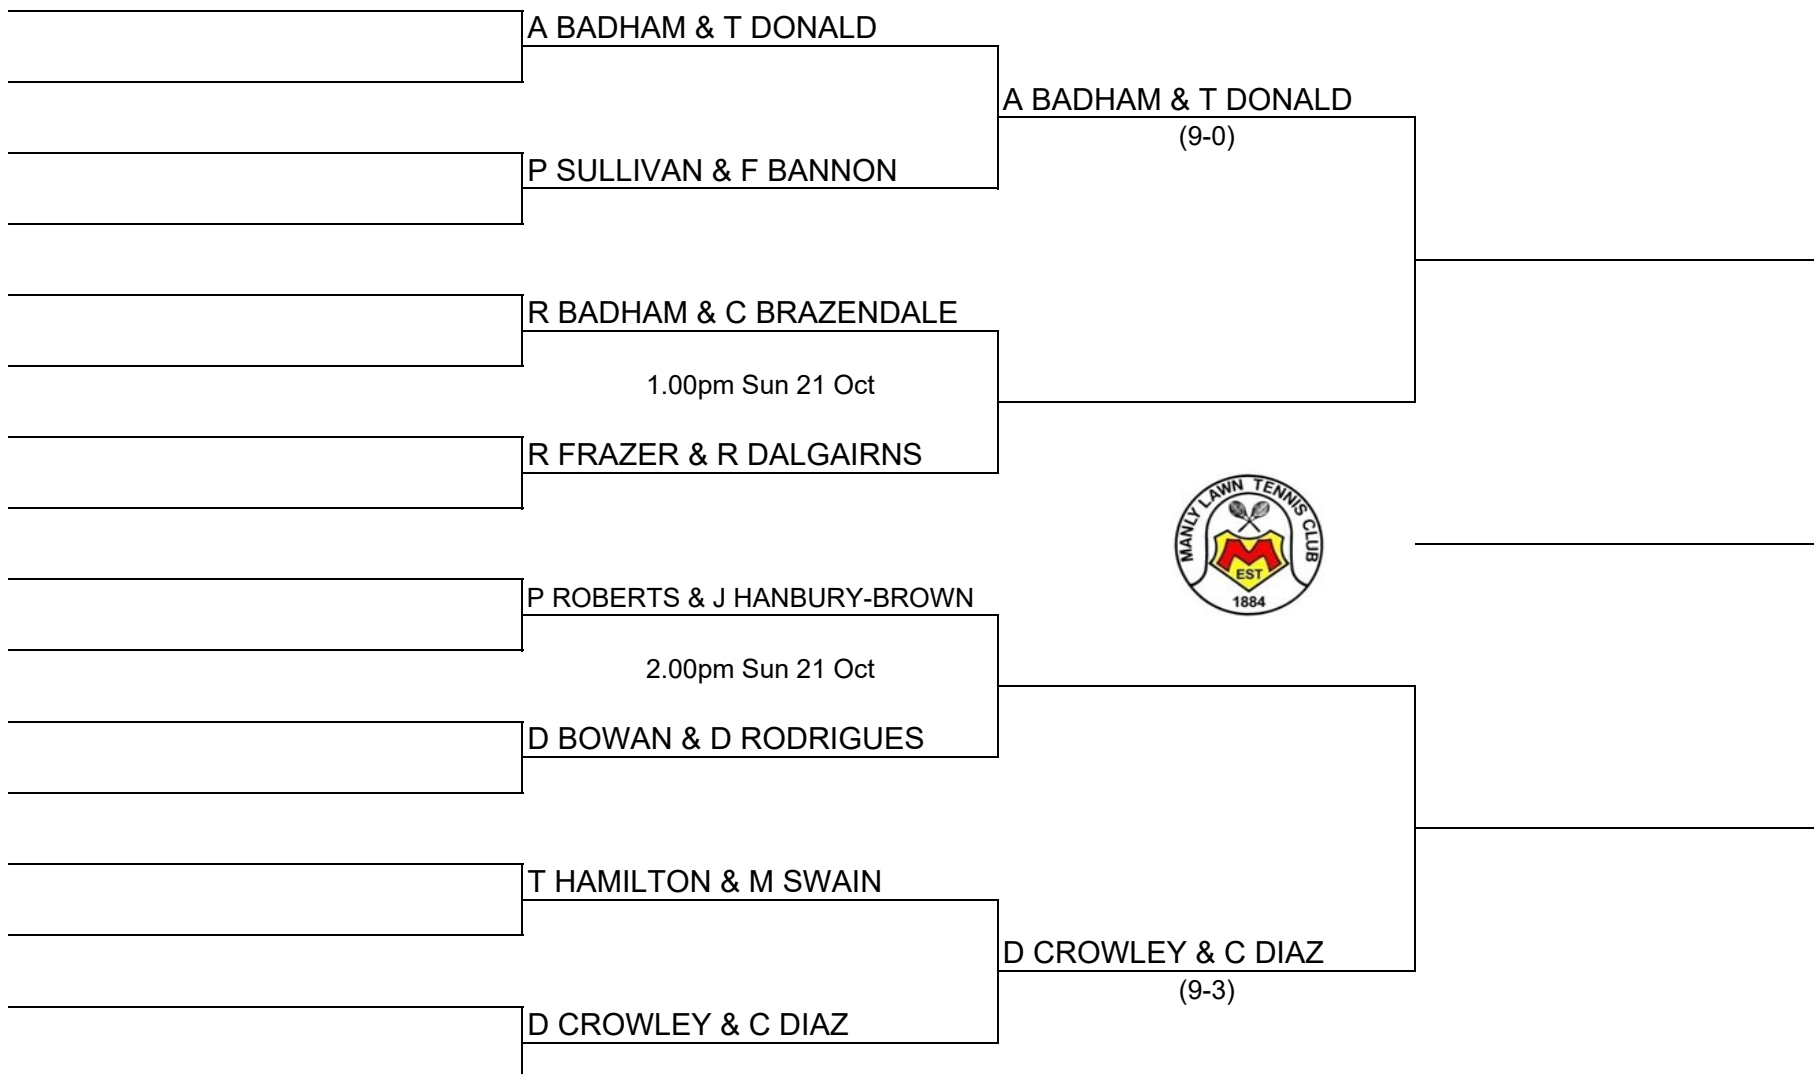 A BADHAM & T DONALD
A BADHAM & T DONALD
(9-0)
P SULLIVAN & F BANNON
R BADHAM & C BRAZENDALE
1.00pm Sun 21 Oct
R FRAZER & R DALGAIRNS
MANLY LAWN TENNIS CLUB
M
EST
1884
P ROBERTS & J HANBURY-BROWN
2.00pm Sun 21 Oct
D BOWAN & D RODRIGUES
T HAMILTON & M SWAIN
D CROWLEY & C DIAZ
(9-3)
D CROWLEY & C DIAZ